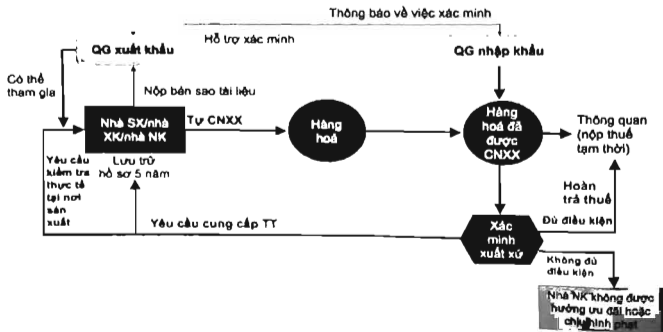 Thông báo về việc xác minh
QG xuất khẩu
Hỗ trợ xác minh
QG nhập khẩu
Có thể
tham gia
Nộp bản sao tài liệu
Nhà SX/nhà
XK/nhà NK
Tự CNXX
Hàng
hoá
Hàng
hoá đã
được
CNXX
Thông quan
(nộp thuế
tạm thời)
Lưu trữ
hồ sơ 5 năm
Yêu cầu
kiểm tra
thực tế
tại nơi
sản
xuất
Hoàn
trả thuế
Yêu cầu cung cấp TT
Xác
minh
xuất xứ
Đủ điều kiện
Không đủ
điều kiện
Nhà NK không được
hưởng ưu đãi hoặc
chịu hình phạt